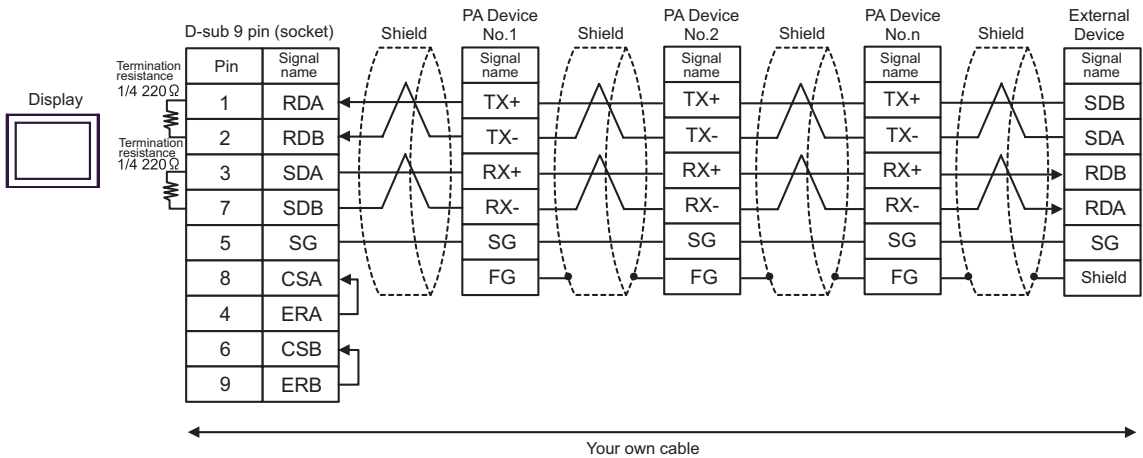 PA Device
No.1
PA Device
No.2
PA Device
No.n
External
Device
D-sub 9 pin (socket)
Shield
Shield
Shield
Shield
Pin
Signal
name
Signal
name
Signal
name
Signal
name
Signal
name
Termination
resistance
1/4 220Ω
Termination
resistance
1/4 220Ω
Display
1 RDA TX+ TX+ TX+ SDB
2 RDB TX- TX- TX- SDA
3 SDA RX+ RX+ RX+ RDB
7 SDB RX- RX- RX- RDA
5 SG SG SG SG SG
8 CSA FG FG FG Shield
4 ERA
6 CSB
9 ERB
Your own cable